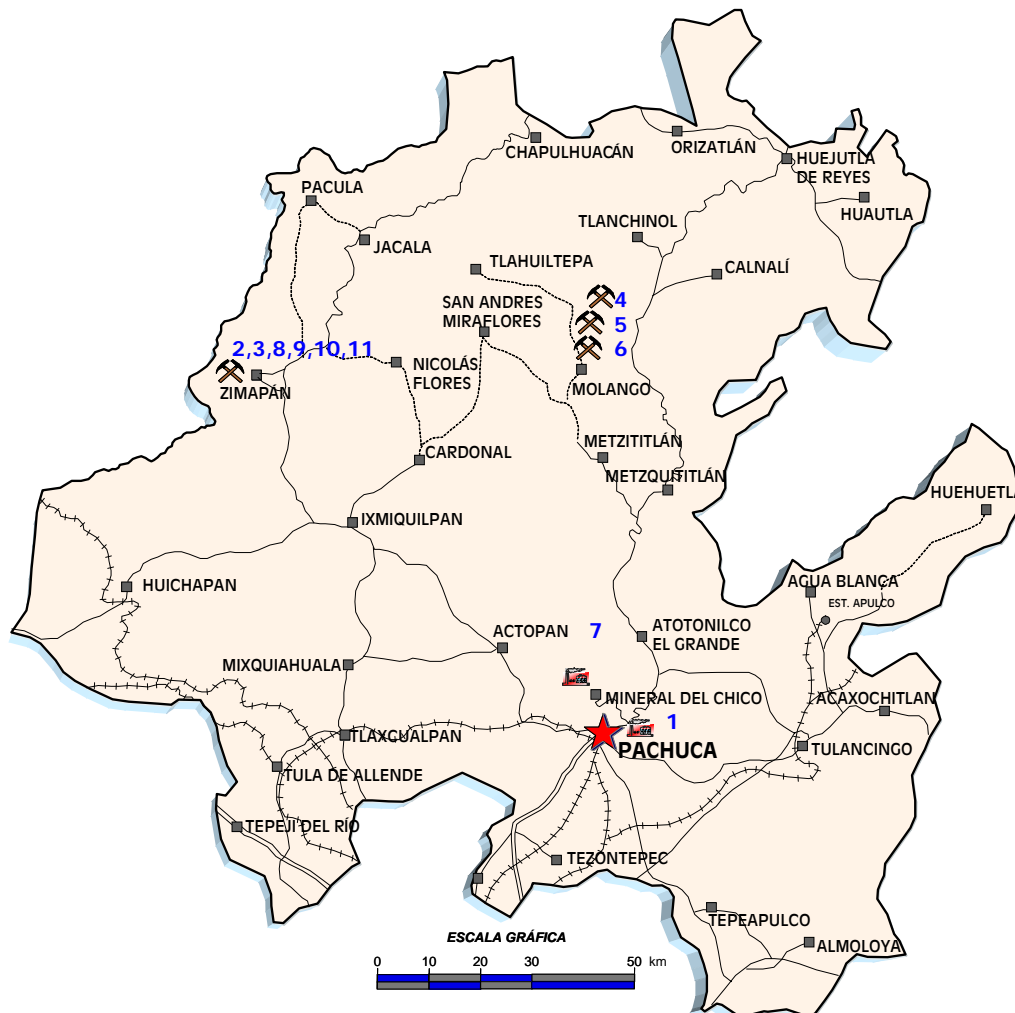 CHAPULHUACÁN
ORIZATLÁN
HUEJUTLA
DE REYES
PACULA
HUAUTLA
TLANCHINOL
JACALA
TLAHUILTEPA
CALNALÍ
SAN ANDRES
MIRAFLORES
4
5
6
2,3,8,9,10,11
NICOLÁS
FLORES
ZIMAPÁN
MOLANGO
METZITITLÁN
CARDONAL
METZQUITITLÁN
HUEHUETLA
IXMIQUILPAN
HUICHAPAN
AGUA BLANCA
EST. APULCO
ACTOPAN
7
ATOTONILCO
EL GRANDE
MIXQUIAHUALA
MINERAL DEL CHICO
ACAXOCHITLAN
1
TLAXCUALPAN
PACHUCA
TULANCINGO
TULA DE ALLENDE
TEPEJI DEL RÍO
TEZONTEPEC
TEPEAPULCO
ALMOLOYA
ESCALA GRÁFICA
0 10 20 30 50 km